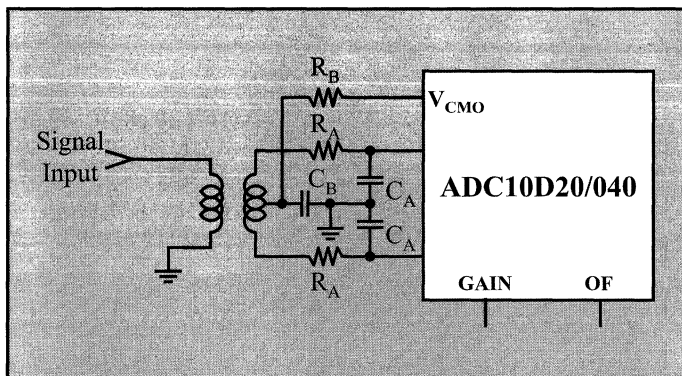 R_B
V_CMO
R_A
Signal
Input
C_B
C_A
ADC10D20/040
C_A
R_A
GAIN
OF